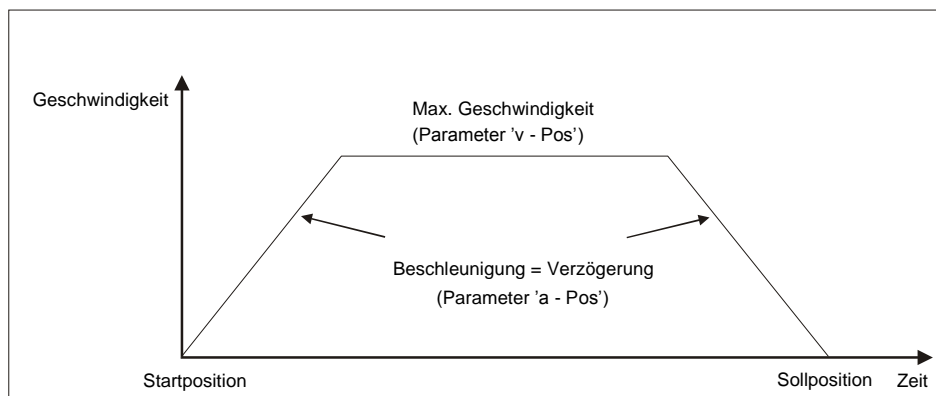 Geschwindigkeit
Max. Geschwindigkeit
(Parameter 'v - Pos')
Beschleunigung = Verzögerung
(Parameter 'a - Pos')
Startposition
Sollposition
Zeit